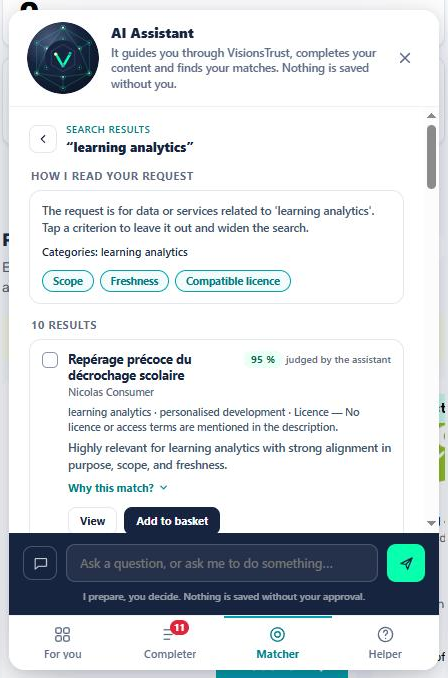 AI Assistant
It guides you through VisionsTrust, completes your
content and finds your matches. Nothing is saved
without you.
SEARCH RESULTS
“learning analytics”
HOW I READ YOUR REQUEST
The request is for data or services related to 'learning analytics'.
Tap a criterion to leave it out and widen the search.
Categories: learning analytics
Scope Freshness Compatible licence
10 RESULTS
Repérage précoce du
décrochage scolaire
95 % judged by the assistant
Nicolas Consumer
learning analytics · personalised development · Licence — No
licence or access terms are mentioned in the description.
Highly relevant for learning analytics with strong alignment in
purpose, scope, and freshness.
Why this match?
View Add to basket
Ask a question, or ask me to do something...
I prepare, you decide. Nothing is saved without your approval.
11
For you Completer Matcher Helper